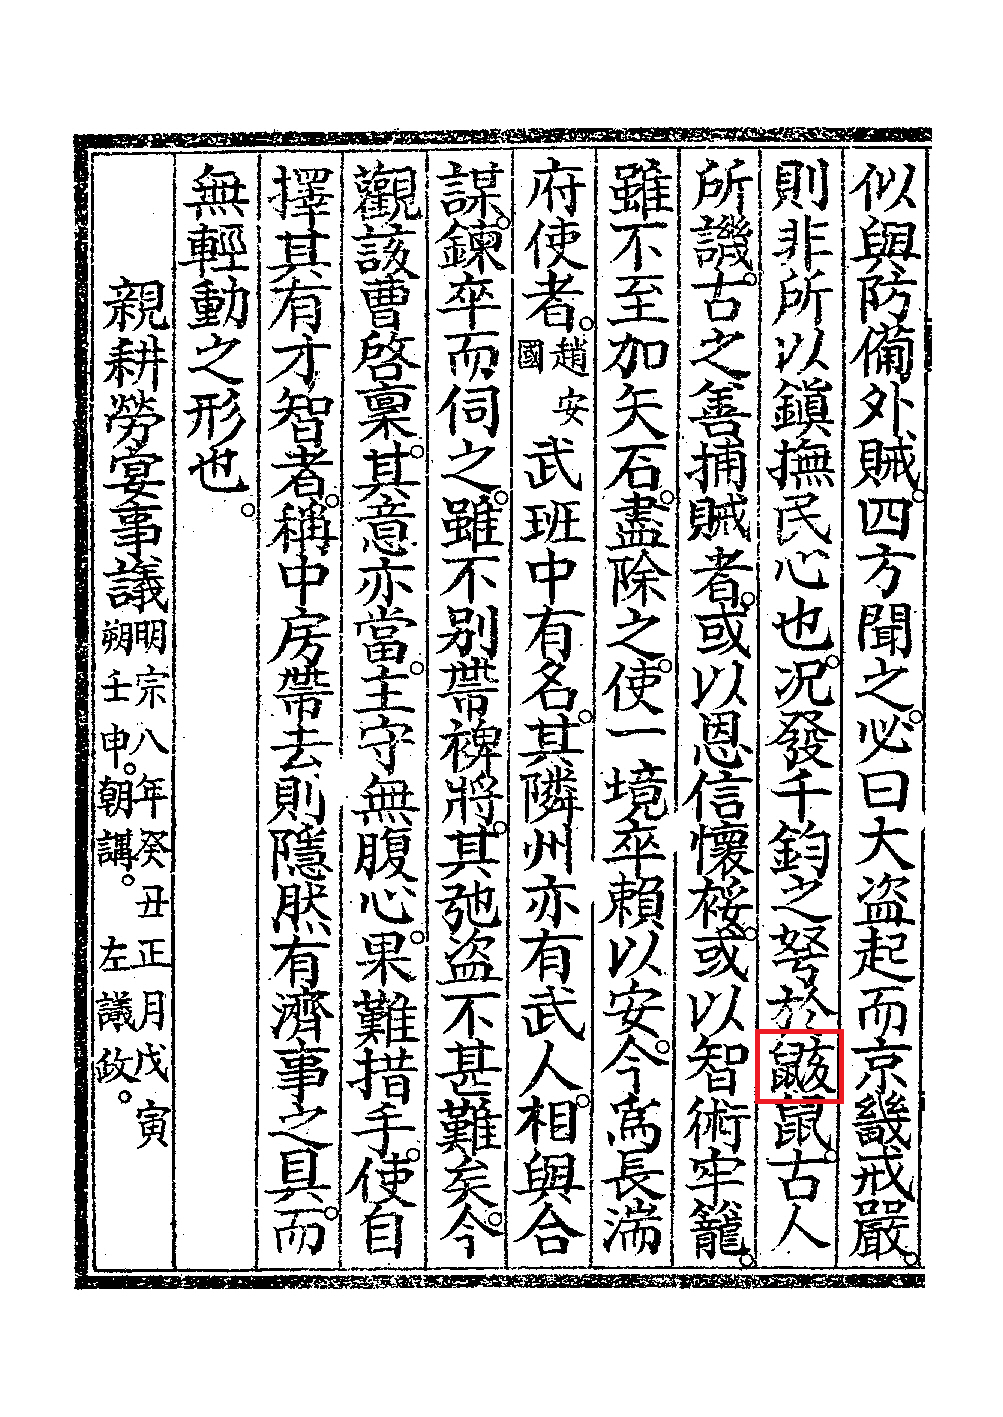 似與防備外賊。四方聞之。必曰大盗起而京畿戒嚴。
則非所以鎮撫民心也。况發千鈞之弩於鼷鼠。古人
所譏。古之善捕賊者。或以恩信懷綏。或以智術牢籠。
雖不至加矢石。盡除之。使一境卒賴以安。今爲長湍
府使者。趙安國武班中有名。其隣州亦有武人。相與合
謀。鍊卒而伺之。雖不别帶裨將。其弛盗不甚難矣。今
觀該曹啓稟。其意亦當。主守無腹心。果難措手。使自
擇其有才智者。稱中房帶去則隱然有濟事之具。而
無輕動之形也。
親耕勞宴事議明宗八年癸丑正月戊寅朔壬申。朝講。左議政。